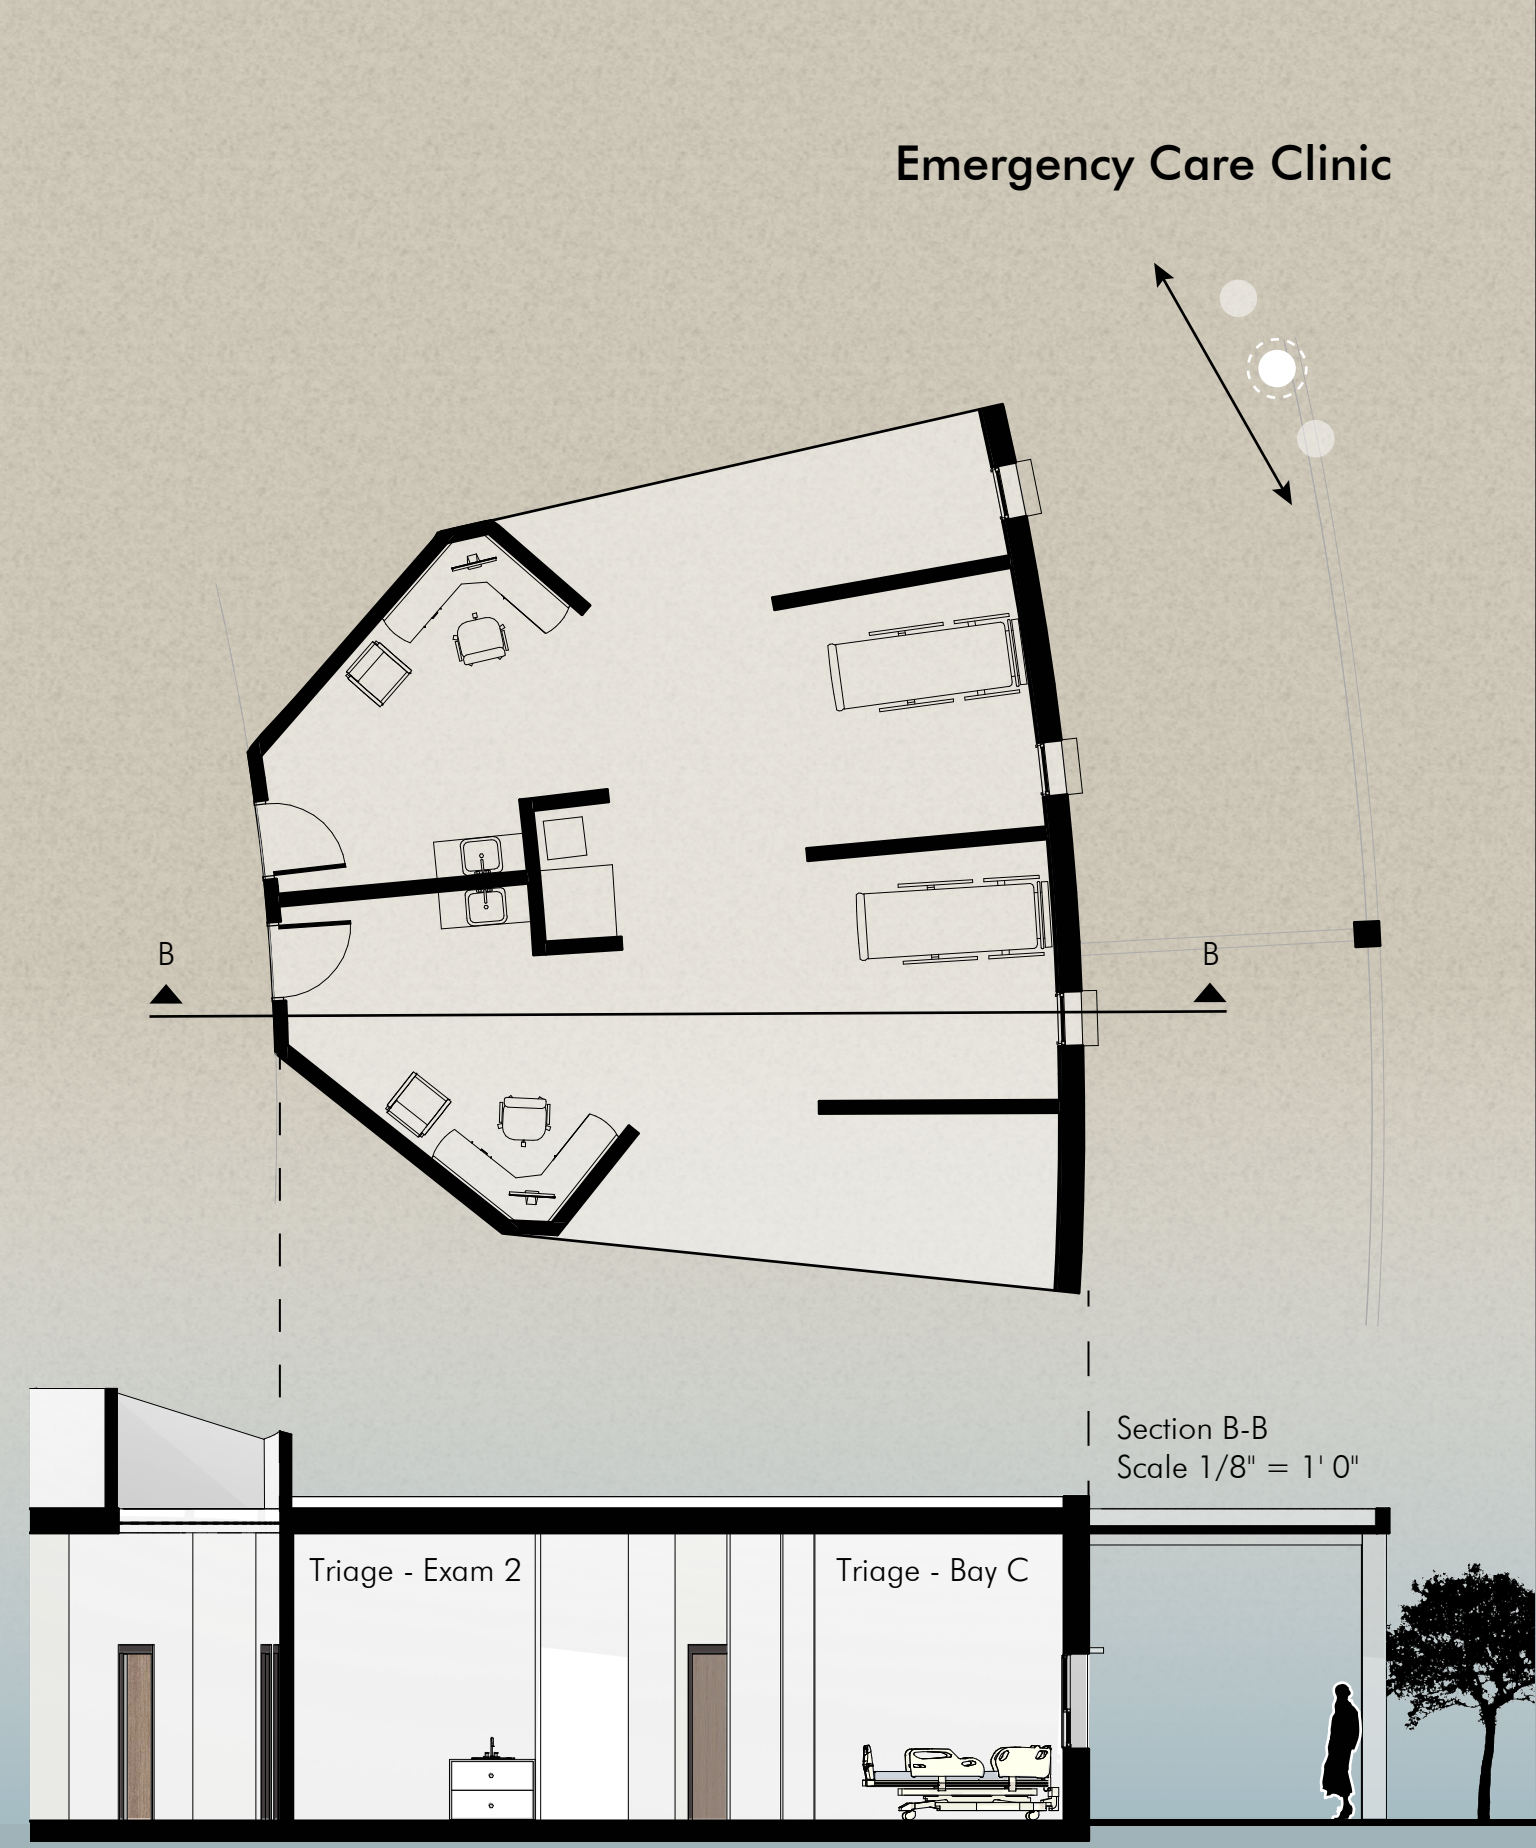 Emergency Care Clinic
B
B
Section B-B
Scale 1/8" = 1' 0"
Triage - Exam 2
Triage - Bay C